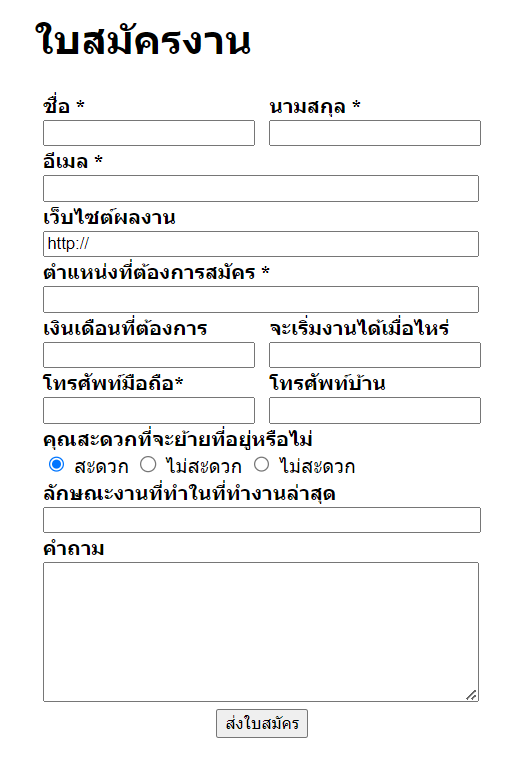 ใบสมัครงาน
ชื่อ * นามสกุล *
อีเมล *
เว็บไซต์ผลงาน
http://
ตำแหน่งที่ต้องการสมัคร *
เงินเดือนที่ต้องการ จะเริ่มงานได้เมื่อไหร่
โทรศัพท์มือถือ* โทรศัพท์บ้าน
คุณสะดวกที่จะย้ายที่อยู่หรือไม่
สะดวก ไม่สะดวก ไม่สะดวก
ลักษณะงานที่ทำในที่ทำงานล่าสุด
คำถาม
ส่งใบสมัคร